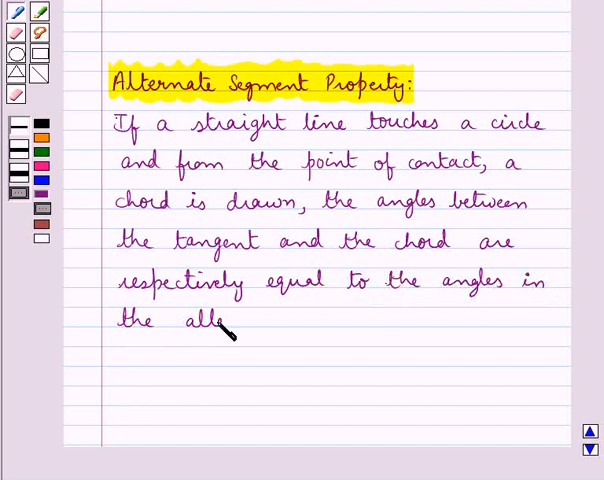 Alternate Segment Property:
If a straight line touches a circle
and from the point of contact, a
chord is drawn, the angles between
the tangent and the chord are
respectively equal to the angles in
the